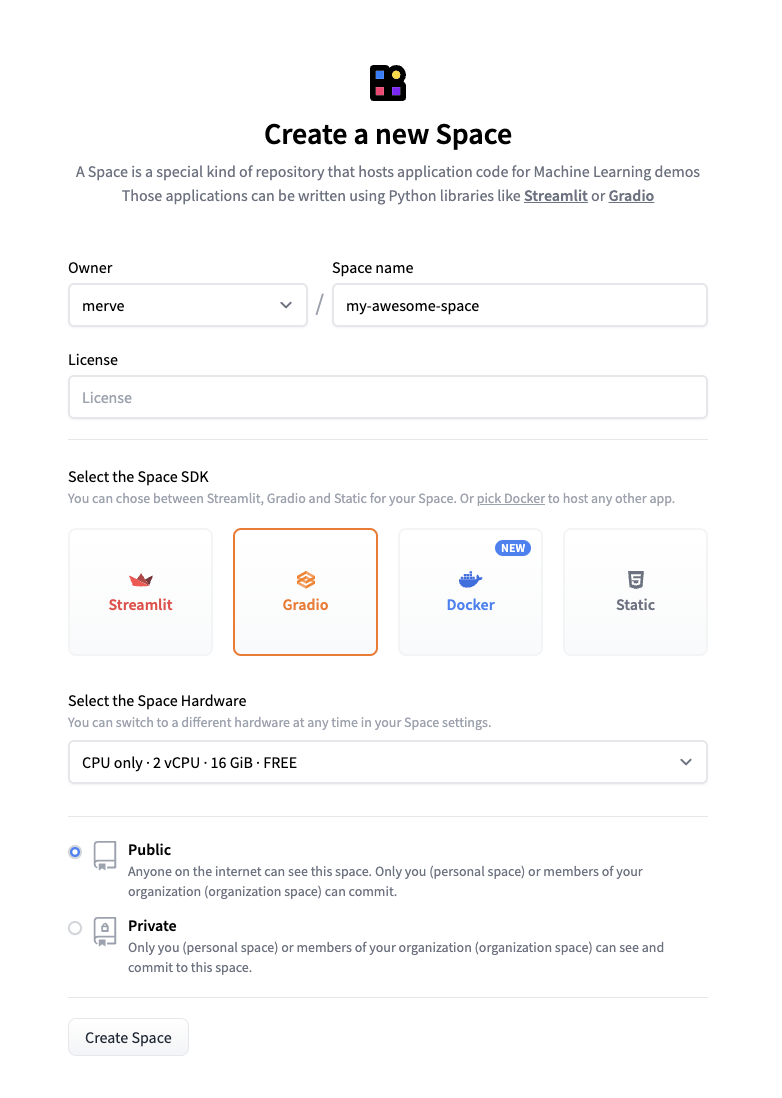 Create a new Space
A Space is a special kind of repository that hosts application code for Machine Learning demos
Those applications can be written using Python libraries like Streamlit or Gradio
Owner
Space name
merve
/
my-awesome-space
License
License
Select the Space SDK
You can chose between Streamlit, Gradio and Static for your Space. Or pick Docker to host any other app.
Streamlit
Gradio
NEW
Docker
Static
Select the Space Hardware
You can switch to a different hardware at any time in your Space settings.
CPU only · 2 vCPU · 16 GiB · FREE
Public
Anyone on the internet can see this space. Only you (personal space) or members of your
organization (organization space) can commit.
Private
Only you (personal space) or members of your organization (organization space) can see and
commit to this space.
Create Space